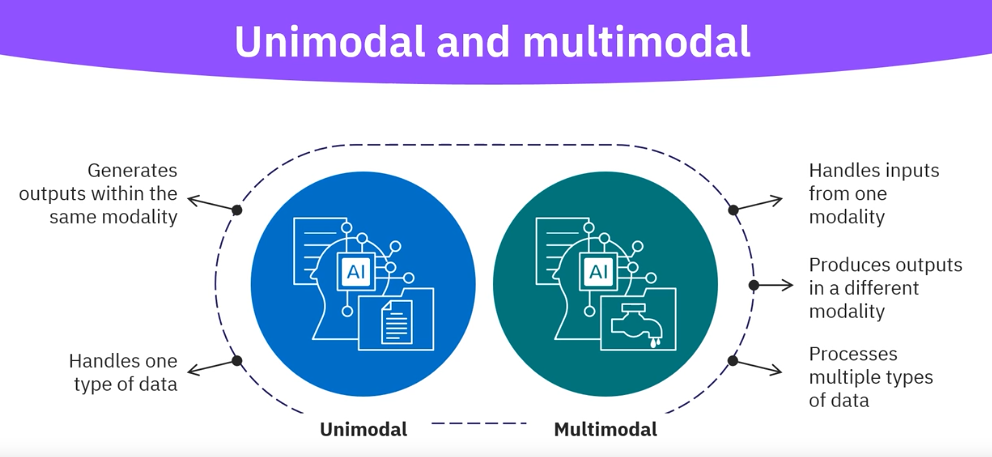 Unimodal and multimodal
Generates
outputs within the
same modality
Handles one
type of data
AI
AI
Handles inputs
from one
modality
Produces outputs
in a different
modality
Processes
multiple types
of data
Unimodal
Multimodal